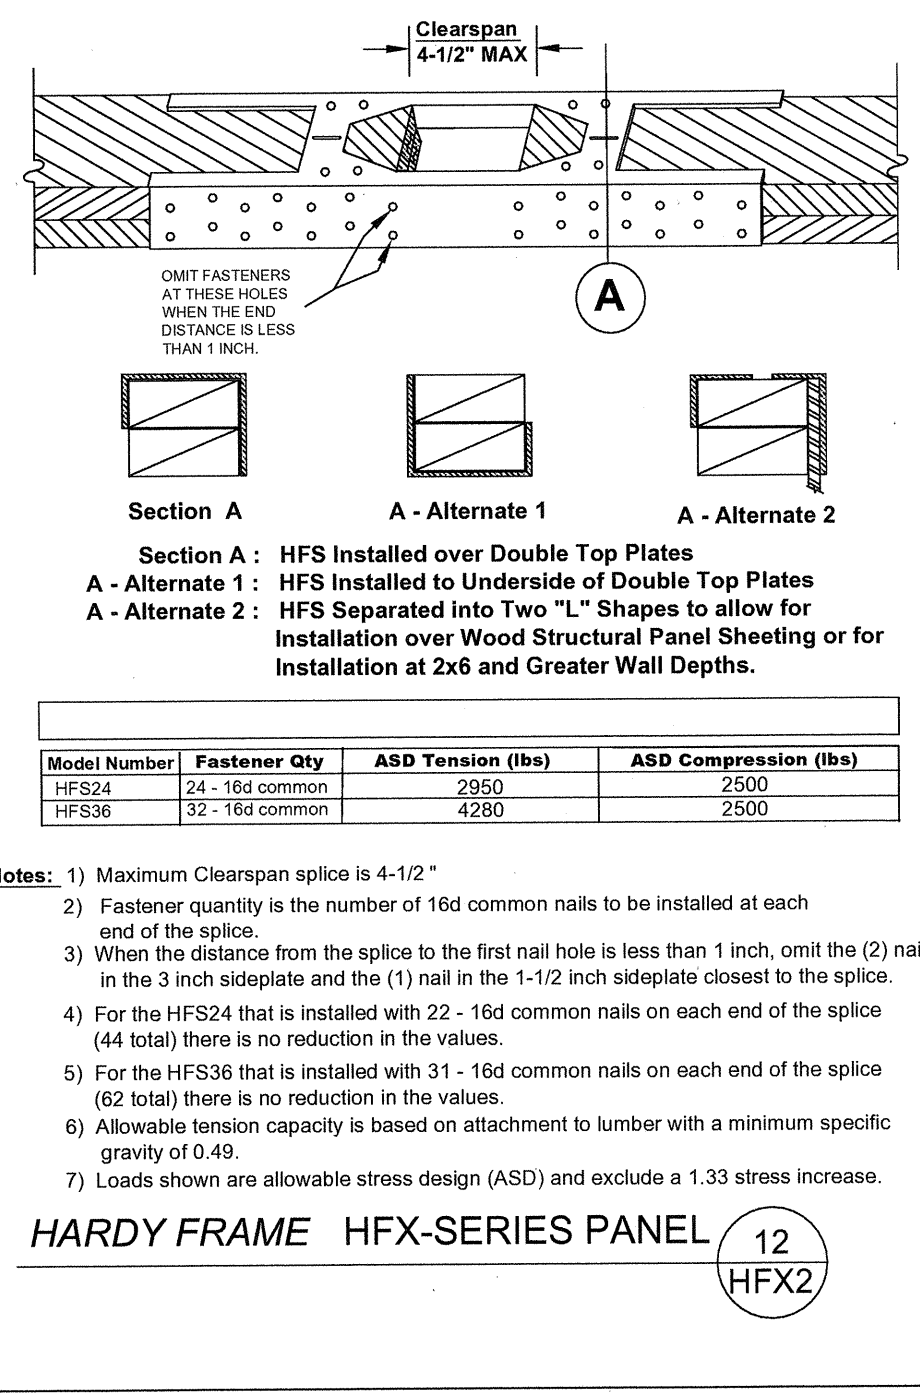 Clearspan
4-1/2" MAX
OMIT FASTENERS
AT THESE HOLES
WHEN THE END
DISTANCE IS LESS
THAN 1 INCH.
A
Section A
A - Alternate 1
A - Alternate 2
Section A : HFS Installed over Double Top Plates
A - Alternate 1 : HFS Installed to Underside of Double Top Plates
A - Alternate 2 : HFS Separated into Two "L" Shapes to allow for
Installation over Wood Structural Panel Sheeting or for
Installation at 2x6 and Greater Wall Depths.
Model Number Fastener Qty ASD Tension (lbs) ASD Compression (lbs)
HFS24 24 - 16d common 2950 2500
HFS36 32 - 16d common 4280 2500
lotes: 1) Maximum Clearspan splice is 4-1/2 "
2) Fastener quantity is the number of 16d common nails to be installed at each
end of the splice.
3) When the distance from the splice to the first nail hole is less than 1 inch, omit the (2) nai
in the 3 inch sideplate and the (1) nail in the 1-1/2 inch sideplate closest to the splice.
4) For the HFS24 that is installed with 22 - 16d common nails on each end of the splice
(44 total) there is no reduction in the values.
5) For the HFS36 that is installed with 31 - 16d common nails on each end of the splice
(62 total) there is no reduction in the values.
6) Allowable tension capacity is based on attachment to lumber with a minimum specific
gravity of 0.49.
7) Loads shown are allowable stress design (ASD) and exclude a 1.33 stress increase.
HARDY FRAME HFX-SERIES PANEL
12
HFX2